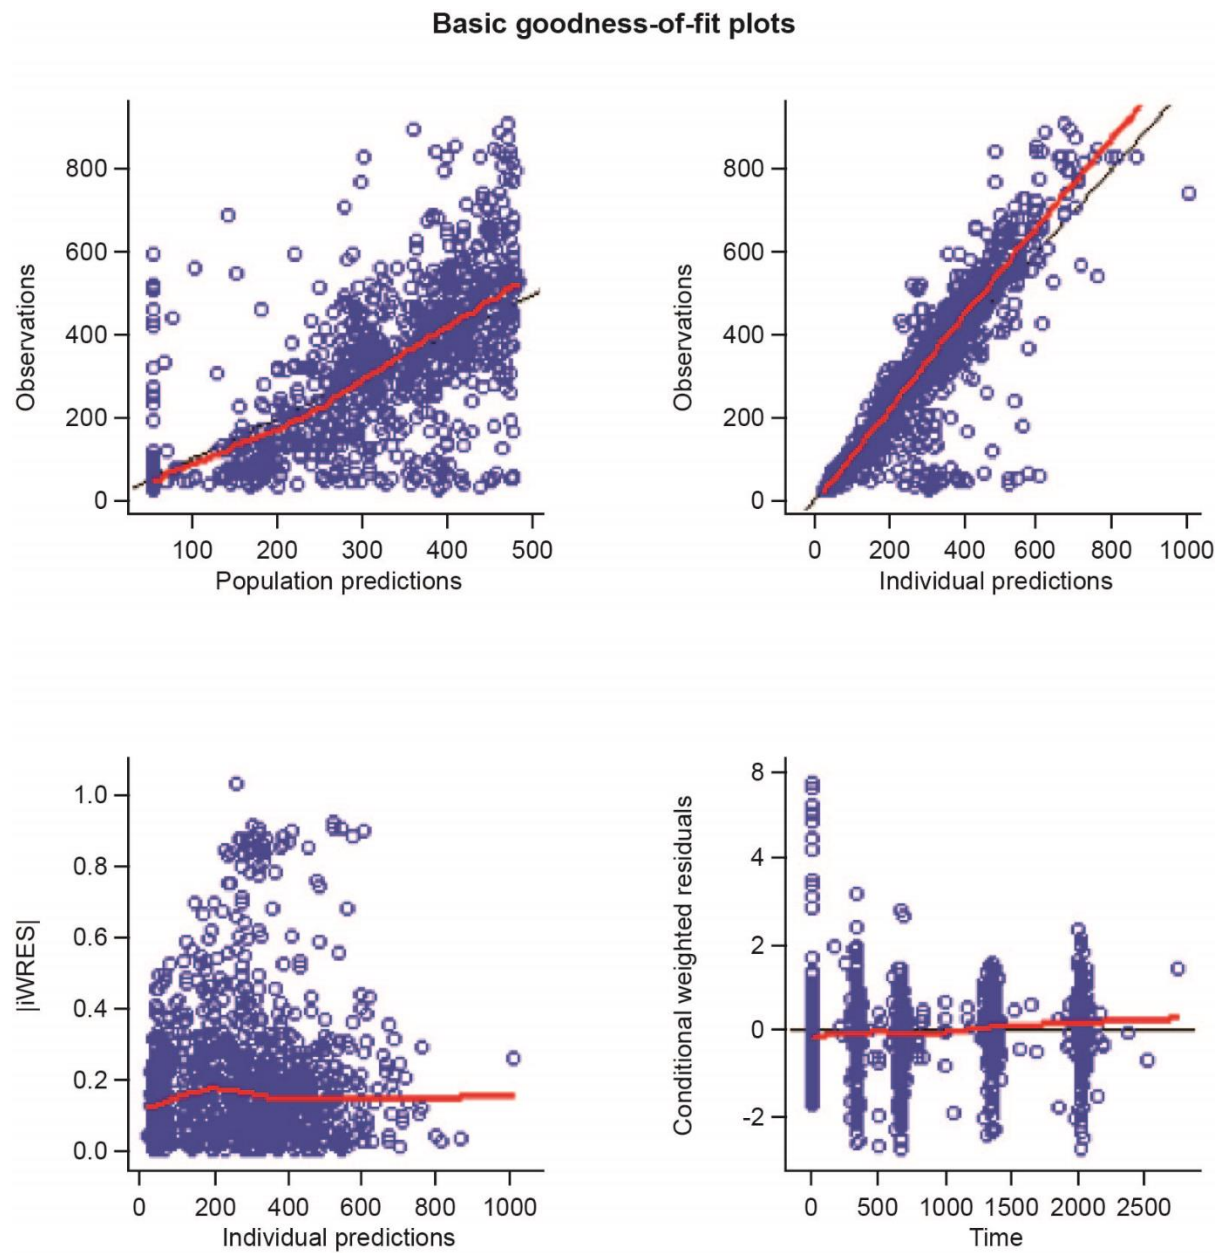 Basic goodness-of-fit plots
Observations
800
600
400
200
0
100 200 300 400 500
Population predictions
Observations
800
600
400
200
0
0 200 400 600 800 1000
Individual predictions
|iWRES|
1.0
0.8
0.6
0.4
0.2
0.0
0 200 400 600 800 1000
Individual predictions
Conditional weighted residuals
8
4
2
0
-2
0 500 1000 1500 2000 2500
Time